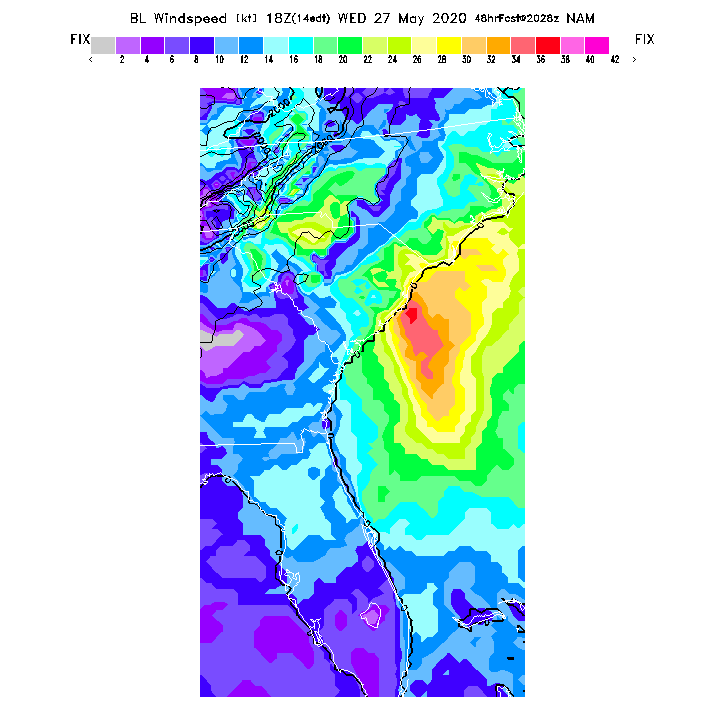 BL Windspeed [kt] 18Z(14edt) WED 27 May 2020 48hrFcst@2028z NAM
FIX FIX
< 2 4 6 8 10 12 14 16 18 20 22 24 26 28 30 32 34 36 38 40 42 >